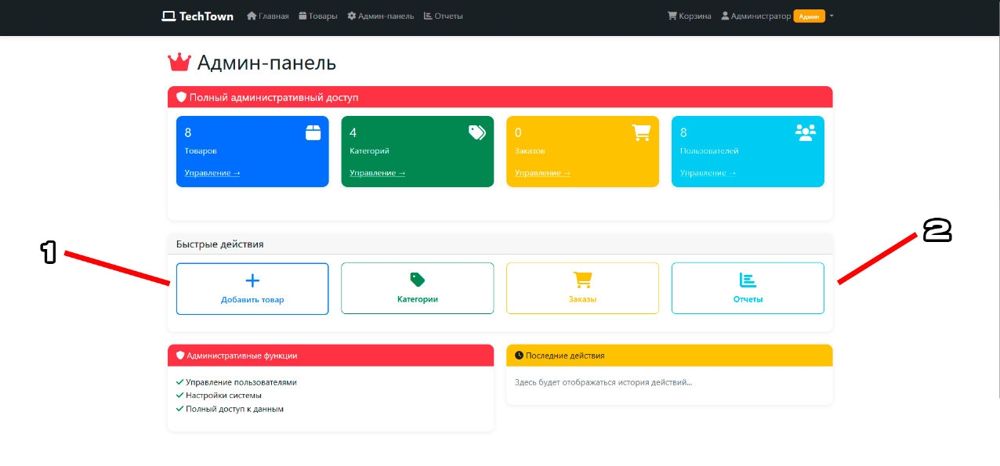 TechTown Главная Товары Админ-панель Отчеты Корзина Администратор Админ
Админ-панель
Полный административный доступ
8 4 0 8
Товаров Категорий Заказов Пользователей
Управление → Управление → Управление → Управление →
Быстрые действия
1 2
Добавить товар Категории Заказы Отчеты
Административные функции Последние действия
Управление пользователями Здесь будет отображаться история действий...
Настройки системы
Полный доступ к данным